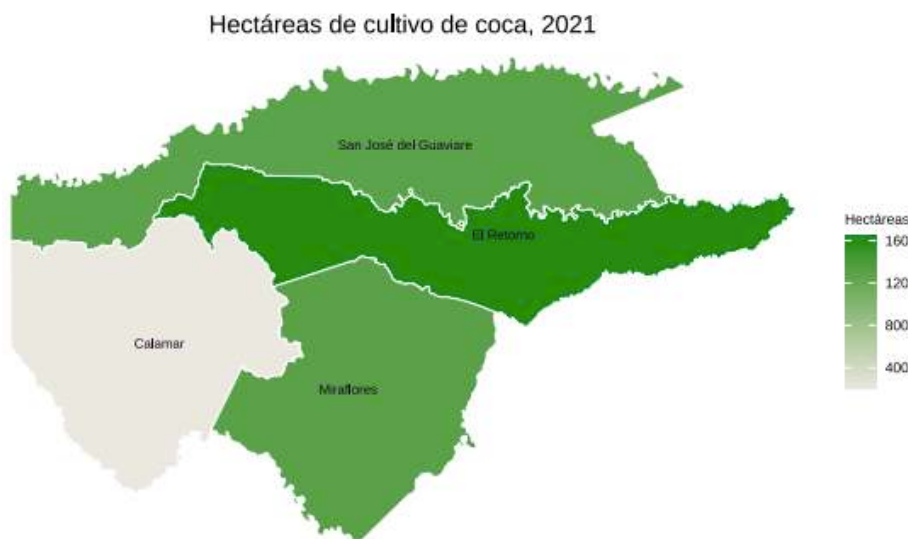 Hectáreas de cultivo de coca, 2021
San José del Guaviare
Hectáreas
El Retorno
160
120
800
400
Calamar
Miraflores